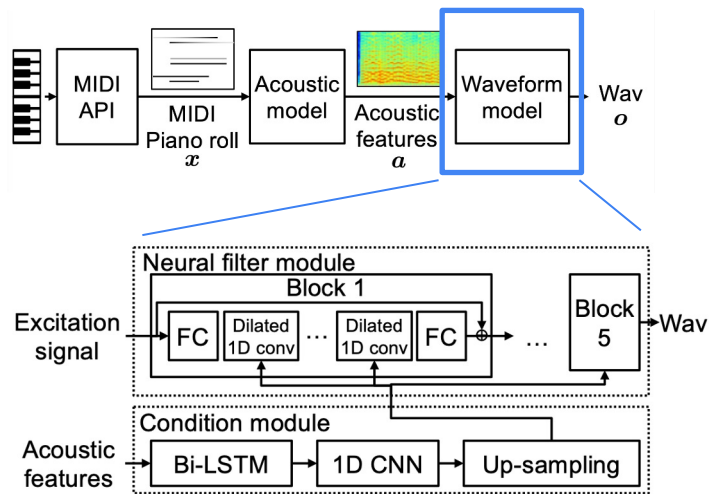 MIDI
API
MIDI
Piano roll
x
Acoustic
model
Acoustic
features
a
Waveform
model
Wav
o
Neural filter module
Block 1
Excitation
signal
FC
Dilated
1D conv
...
Dilated
1D conv
FC
...
Block
5
Wav
Condition module
Acoustic
features
Bi-LSTM
1D CNN
Up-sampling